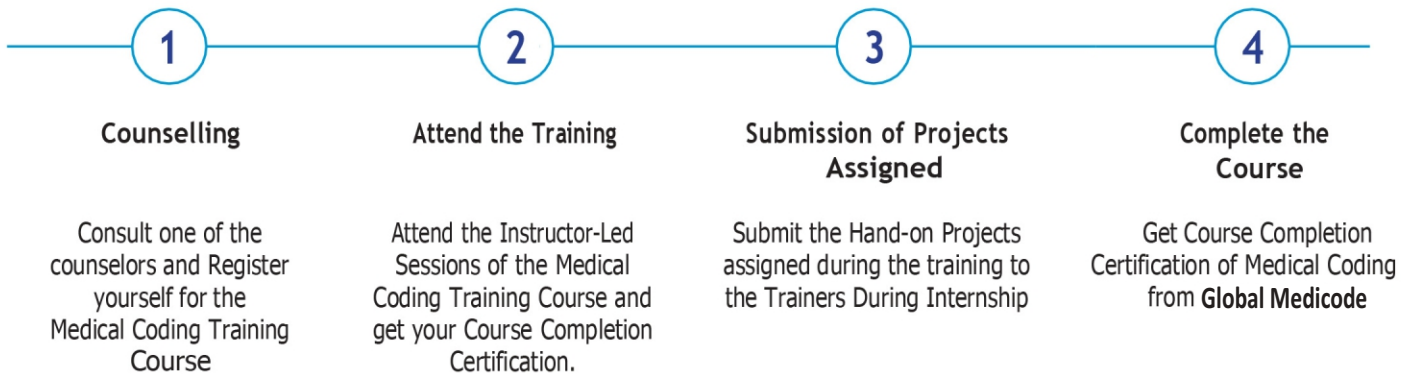 1
Counselling
Consult one of the
counselors and Register
yourself for the
Medical Coding Training
Course
2
Attend the Training
Attend the Instructor-Led
Sessions of the Medical
Coding Training Course and
get your Course Completion
Certification.
3
Submission of Projects
Assigned
Submit the Hand-on Projects
assigned during the training to
the Trainers During Internship
4
Complete the
Course
Get Course Completion
Certification of Medical Coding
from Global Medicode